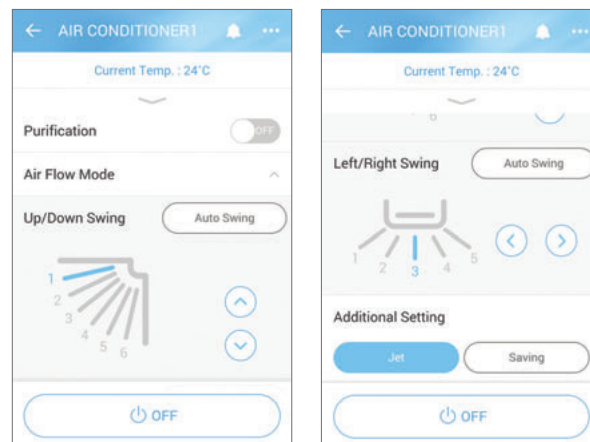 AIR CONDITIONER1
Current Temp. : 24°C
Purification
OFF
Air Flow Mode
Up/Down Swing
Auto Swing
1
2
3
4
5
6
OFF
AIR CONDITIONER1
Current Temp. : 24°C
6
Left/Right Swing
Auto Swing
1
2
3
4
5
Additional Setting
Jet
Saving
OFF